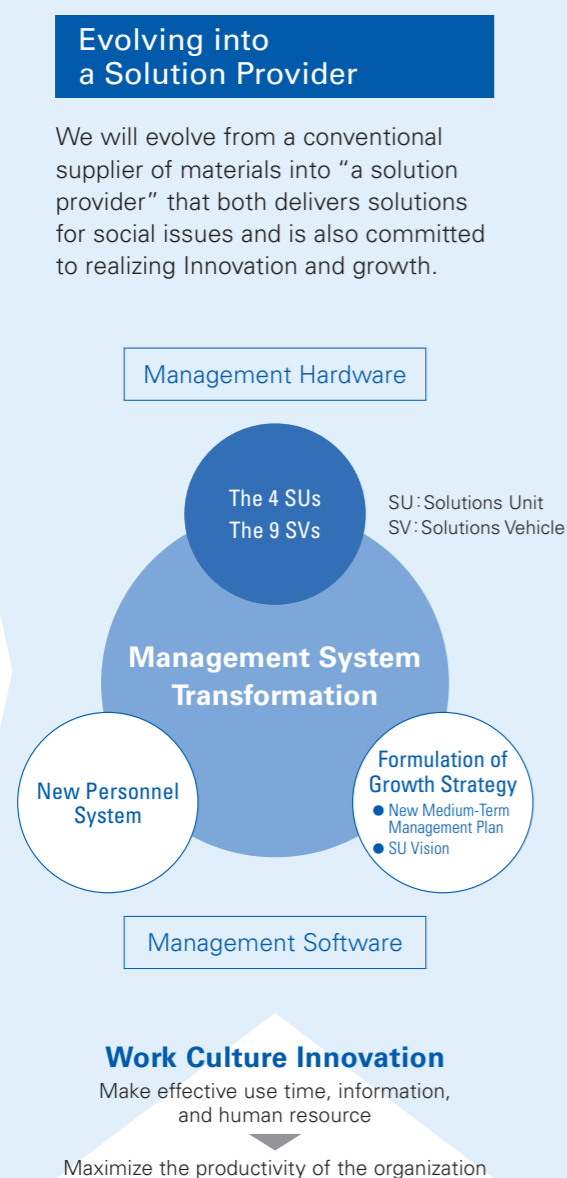 Evolving into
a Solution Provider
We will evolve from a conventional
supplier of materials into “a solution
provider” that both delivers solutions
for social issues and is also committed
to realizing Innovation and growth.
Management Hardware
The 4 SUs
The 9 SVs
SU：Solutions Unit
SV：Solutions Vehicle
Management System
Transformation
New Personnel
System
Formulation of
Growth Strategy
● New Medium-Term
Management Plan
● SU Vision
Management Software
Work Culture Innovation
Make effective use time, information,
and human resource
Maximize the productivity of the organization